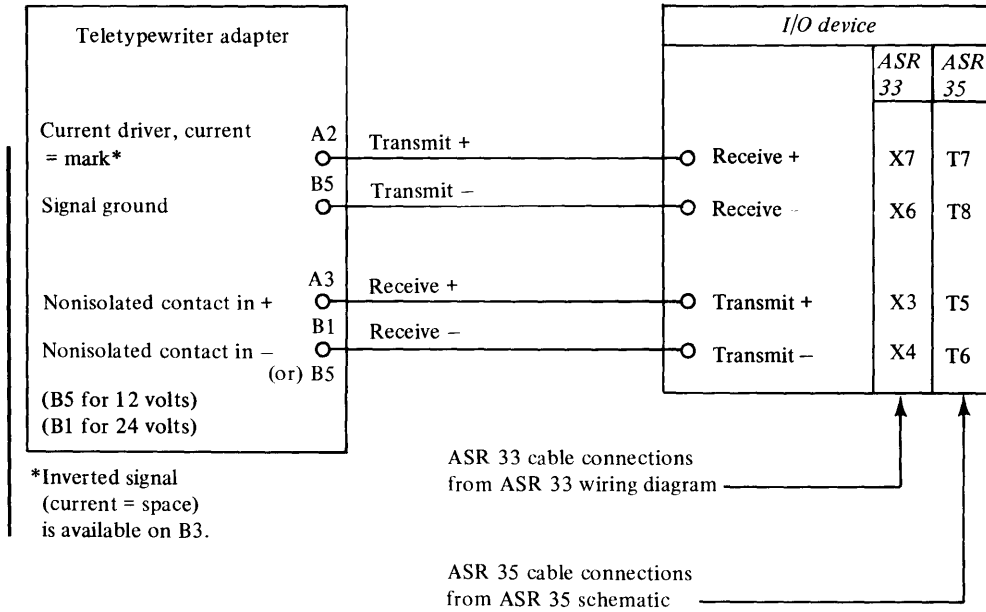 Teletypewriter adapter
I/O device
ASR 33
ASR 35
Current driver, current
= mark*
A2
Transmit +
Receive +
X7
T7
Signal ground
B5
Transmit −
Receive -
X6
T8
Nonisolated contact in +
A3
Receive +
Transmit +
X3
T5
Nonisolated contact in −
B1
(or) B5
Receive −
Transmit −
X4
T6
(B5 for 12 volts)
(B1 for 24 volts)
*Inverted signal
(current = space)
is available on B3.
ASR 33 cable connections
from ASR 33 wiring diagram
ASR 35 cable connections
from ASR 35 schematic